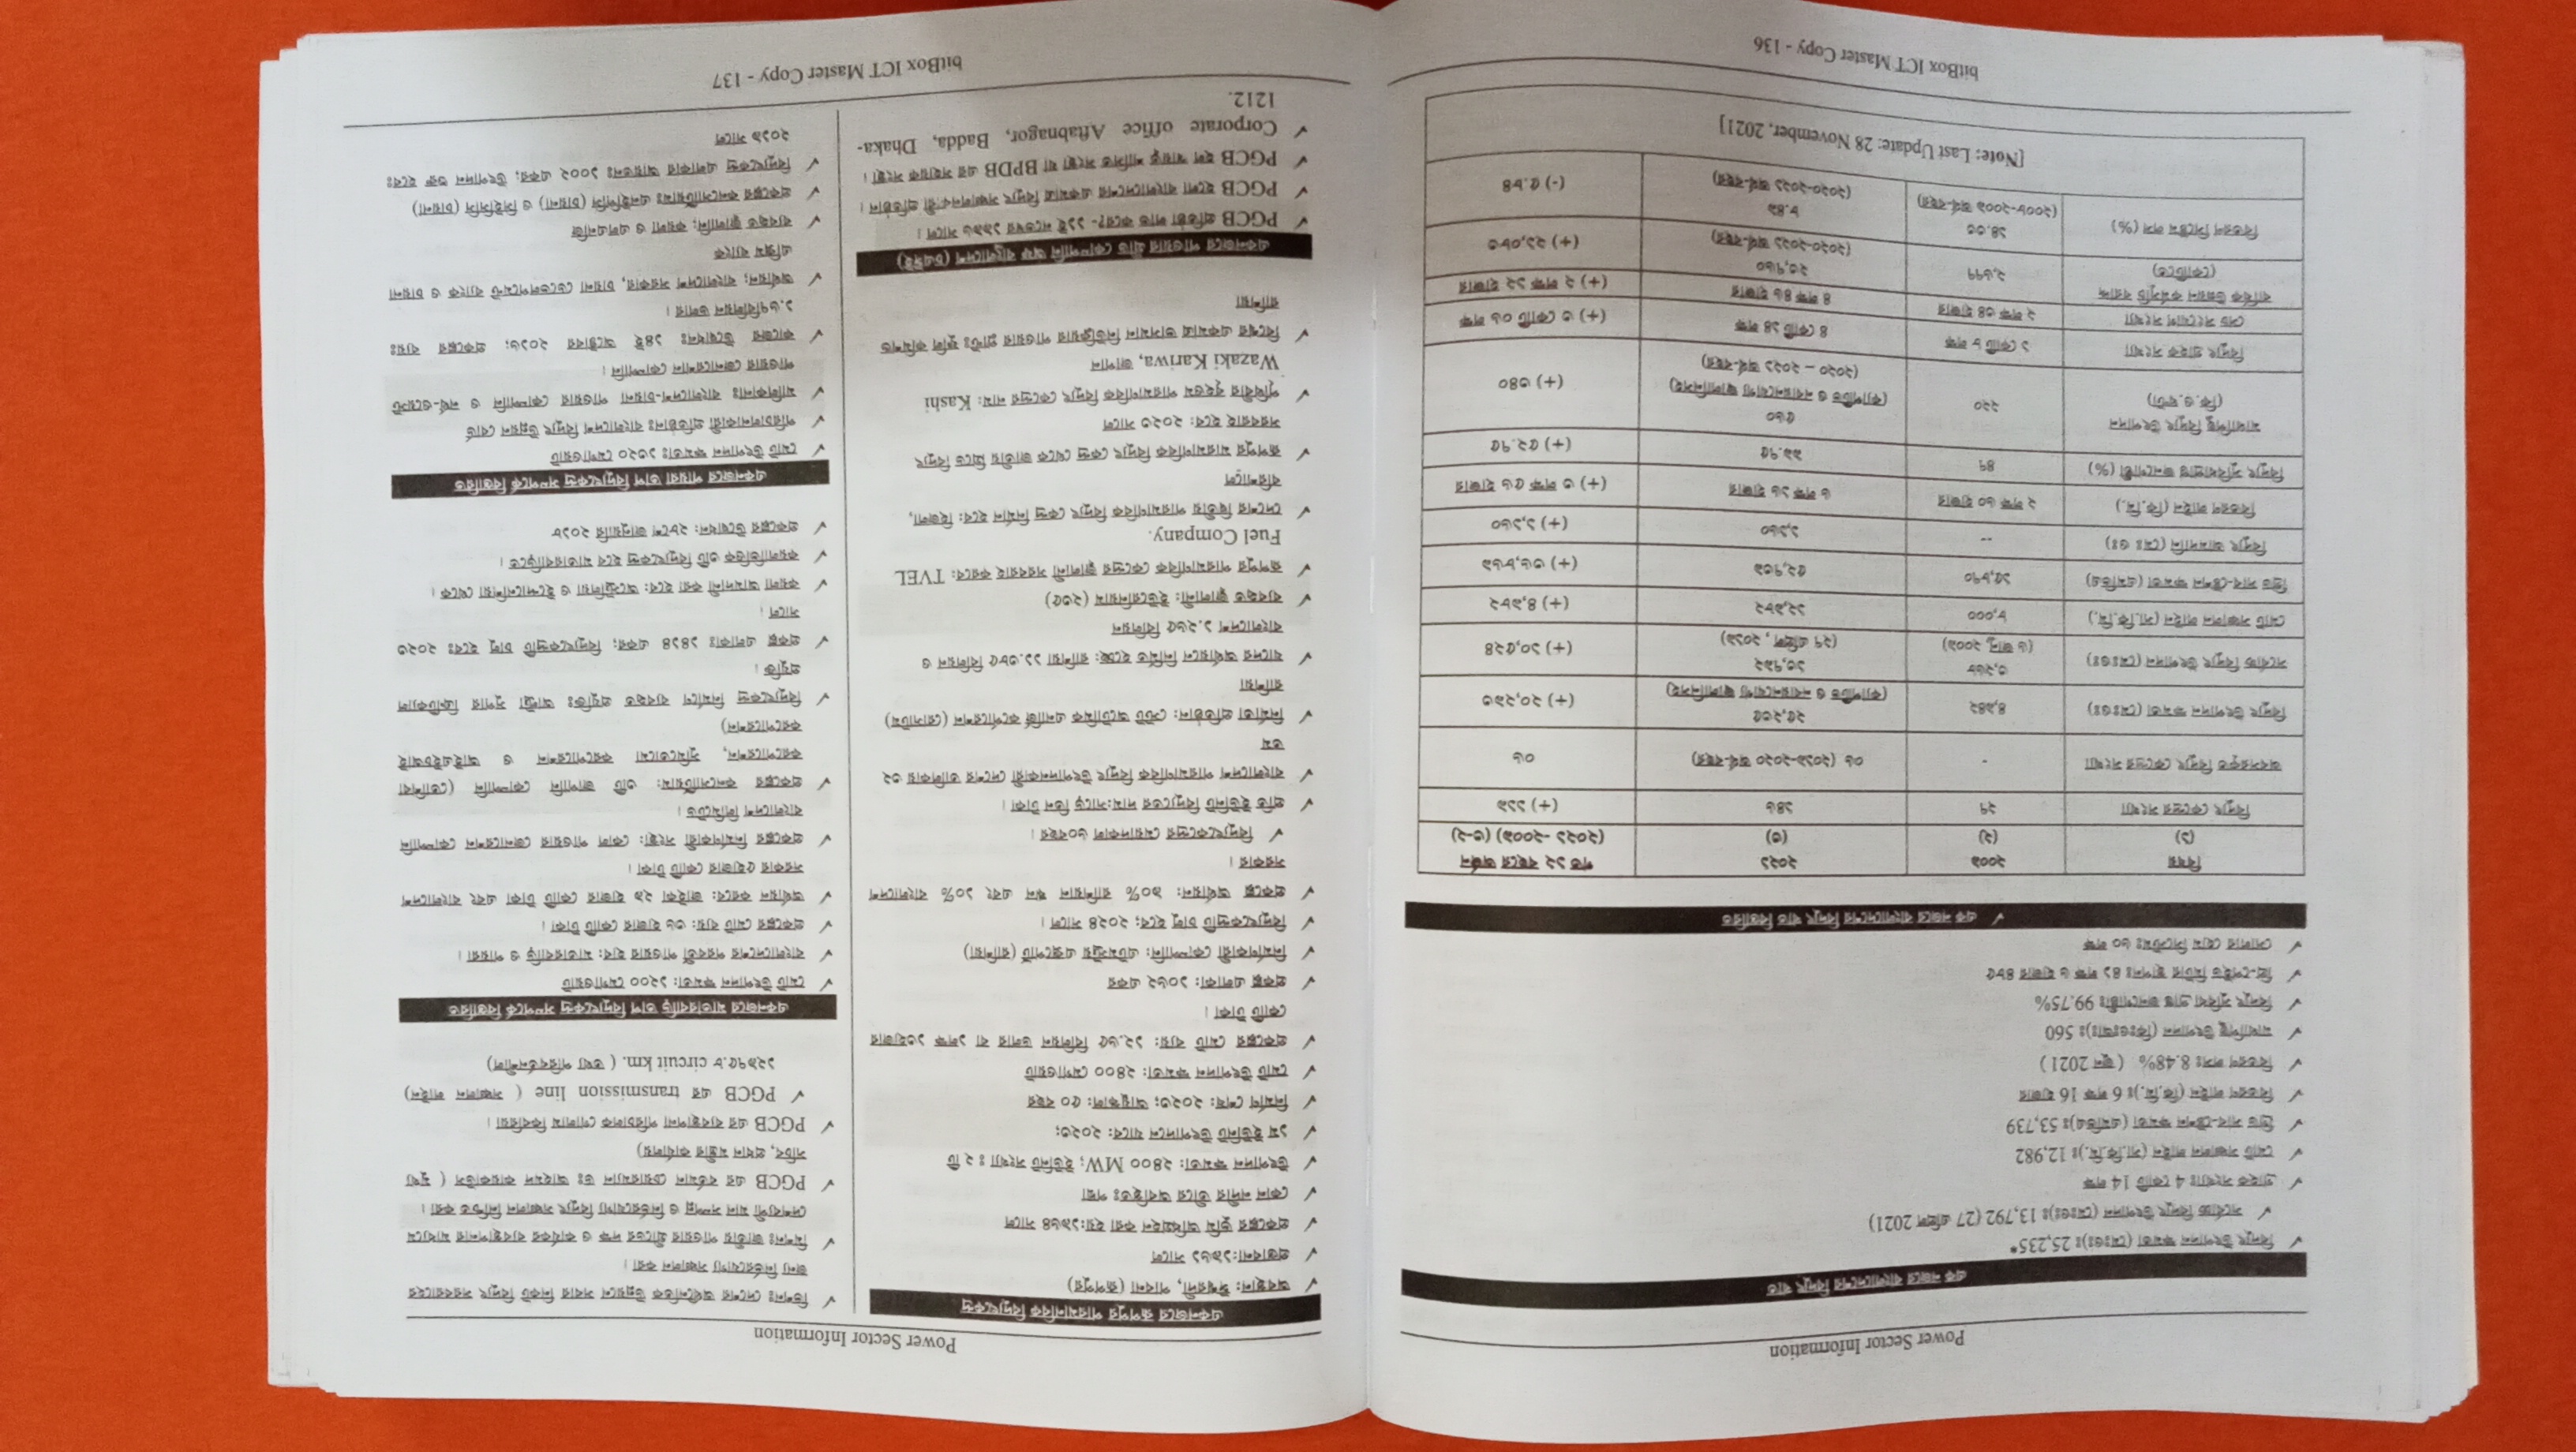 Power Sector Information
এক নজরে বাংলাদেশের বিদ্যুৎ খাত
✓ বিদ্যুৎ উৎপাদন ক্ষমতা (মেঃওঃ)ঃ 25,235*
✓ সর্বোচ্চ বিদ্যুৎ উৎপাদন (মেঃওঃ)ঃ 13,792 (27 এপ্রিল 2021)
✓ গ্রাহক সংখ্যাঃ 4 কোটি 14 লক্ষ
✓ মোট সঞ্চালন লাইন (সা.কি.মি.)ঃ 12,982
✓ গ্রিড সাব-ষ্টেশন ক্ষমতা (এমভিএ)ঃ 53,739
✓ বিতরণ লাইন (কি.মি.)ঃ 6 লক্ষ 16 হাজার
✓ বিতরণ লসঃ 8.48% (জুন 2021)
✓ মাথাপিছু উৎপাদন (কিঃওঃআঃ)ঃ 560
✓ বিদ্যুৎ সুবিধা প্রাপ্ত জনগোষ্ঠীঃ 99.75%
✓ প্রি-পেইড মিটার স্থাপনঃ ৪১ লক্ষ ৬ হাজার ৪৮৫
✓ সোলার হোম সিস্টেমঃ ৬০ লক্ষ
✓ এক নজরে বাংলাদেশের বিদ্যুৎ খাত বিস্তারিত
বিষয় ২০০৯ ২০২১ গত ১২ বছরে অর্জন
(১) (২) (৩) (২০২১ -২০০৯) (৩-২)
বিদ্যুৎ কেন্দ্রের সংখ্যা ২৭ ১৪৬ (+) ১১৯
অবসরকৃত বিদ্যুৎ কেন্দ্রের সংখ্যা - ০৬ (২০১৯-২০২০ অর্থ-বছর) ০৬
বিদ্যুৎ উৎপাদন ক্ষমতা (মেঃওঃ) ৪,৯৪২ ২৫,২৩৫ (+) ২০,২৯৩
(ক্যাপটিভ ও নবায়নযোগ্য জ্বালানিসহ)
সর্বোচ্চ বিদ্যুৎ উৎপাদন (মেঃওঃ) ৩,২৬৮ ১৩,৭৯২ (+) ১০,৫২৪
(৬ জানু, ২০০৯) (২৭ এপ্রিল , ২০১৯)
মোট সঞ্চালন লাইন (সা.কি.মি.) ৮,০০০ ১২,৯৮২ (+) ৪,৯৮২
গ্রিড সাব-ষ্টেশন ক্ষমতা (এমভিএ) ১৫,৮৭০ ৫২,৭৩৯ (+) ৩৬,৮৬৯
বিদ্যুৎ আমদানি (মেঃ ওঃ) -- ১,১৬০ (+) ১,১৬০
বিতরণ লাইন (কি.মি.) ২ লক্ষ ৬০ হাজার ৬ লক্ষ ১৬ হাজার (+) ৩ লক্ষ ৫৬ হাজার
বিদ্যুৎ সুবিধাপ্রাপ্ত জনগোষ্ঠী (%) ৪৭ ৯৯.৭৫ (+) ৫২.৭৫
মাথাপিছু বিদ্যুৎ উৎপাদন ২২০ ৫৬০ (+) ৩৪০
(কি.ও.ঘন্টা) (ক্যাপটিভ ও নবায়নযোগ্য জ্বালানিসহ)
(২০২০ – ২০২১ অর্থ-বছর)
বিদ্যুৎ গ্রাহক সংখ্যা ১ কোটি ৮ লক্ষ ৪ কোটি ১৪ লক্ষ (+) ৩ কোটি ০৬ লক্ষ
সেচ সংযোগ সংখ্যা ২ লক্ষ ৩৪ হাজার ৪ লক্ষ ৪৬ হাজার (+) ২ লক্ষ ১২ হাজার
বার্ষিক উন্নয়ন কর্মসূচি বরাদ্দ ২,৬৭৭ ২৩,৭৬০ (+) ২১,০৮৩
(কোটিতে) (২০২০-২০২১ অর্থ-বছর)
বিতরণ সিষ্টেম লস (%) ১৪.৩৩ ৮.৪৯ (-) ৫.৮৪
(২০০৮-২০০৯ অর্থ-বছর) (২০২০-২০২১ অর্থ-বছর)
[Note: Last Update: 28 November, 2021]
bitBox ICT Master Copy - 136
Power Sector Information
একনজরে রূপপুর পারমানবিক বিদ্যুৎকেন্দ্র
✓ অবস্থান: ঈশ্বরদী, পাবনা (রূপপুর)
✓ প্রস্তাবনা:১৯৬১ সালে
✓ প্রকল্পের ভুমি অধিগ্রহন করা হয়:১৯৬৪ সালে
✓ কোন নদীর তীরে অবস্থিতঃ পদ্মা
✓ উৎপাদন ক্ষমতা: ২৪০০ MW; ইউনিট সংখ্যা ঃ ২ টি
✓ ১ম ইউনিট উৎপাদনে যাবে: ২০২৩;
✓ নির্মাণ শেষ: ২০২৩; আয়ুষ্কাল: ৫০ বছর
✓ মোট উৎপাদন ক্ষমতা: ২৪০০ মেগাওয়াট
✓ প্রকল্পের মোট ব্যয়: ১২.৬৫ বিলিয়ন ডলার বা ১লক্ষ ১৩হাজার
কোটি টাকা।
✓ প্রকল্প এলাকা: ১০৬২ একর
✓ নির্মাণকারী কোম্পানি: এটমস্ট্রয় এক্সপোর্ট (রাশিয়া)
✓ বিদ্যুৎকেন্দ্রটি চালু হবে; ২০২৪ সালে।
✓ প্রকল্পে অর্থায়ন: ৯০% রাশিয়ান ঋন এবং ১০% বাংলাদেশ
সরকার।
✓ বিদ্যুৎকেন্দ্রের মেয়াদকাল ৬০বছর।
✓ প্রতি ইউনিট বিদ্যুতের দাম:সাড়ে তিন টাকা।
✓ বাংলাদেশ পারমাণবিক বিদ্যুৎ উৎপাদনকারী দেশের তালিকায় ৩২
তম
✓ নির্মাতা প্রতিষ্ঠান: স্টেট অটোমিক এনার্জি কর্পোরেশন (রোসাটম)
রাশিয়া
✓ যাদের অর্থায়নে নির্মিত হচ্ছে: রাশিয়া ১১.৩৮৫ বিলিয়ন ও
বাংলাদেশ ১.২৬৫ বিলিয়ন
✓ ব্যবহৃত জ্বালানী: ইউরেনিয়াম (২৩৫)
✓ রূপপুর পারমাণবিক কেন্দ্রের জ্বালানী সরবরাহ করবে: TVEL
Fuel Company.
✓ দেশের দ্বিতীয় পারমাণবিক বিদ্যুৎ কেন্দ্র নির্মান হবে: হিজলা,
বরিশালে
✓ রূপপুর মারমাণবিক বিদ্যুৎ কেন্দ্র থেকে জাতীয় গ্রিডে বিদ্যুৎ
সরবরাহ হবে: ২০২৩ সালে
✓ পৃথিবীর বৃহত্তম পারমাণবিক বিদ্যুৎ কেন্দ্রের নাম: Kashi
Wazaki Kariwa, জাপান
✓ বিশ্বের একমাত্র ভাসমান নিউক্লিয়ার পাওয়ার প্লান্টঃ ফুলি কমিশন্ড
রাশিয়া
একনজরে পাওয়ার গ্রীড কোম্পানি অফ বাংলাদেশ (চএঈই)
✓ PGCB প্রতিষ্ঠা লাভ করে?- ১১ই নভেম্বর ১৯৯৬ সালে।
✓ PGCB হলো বাংলাদেশের একমাত্র বিদ্যুৎ সঞ্চালনকারী প্রতিষ্ঠান।
✓ PGCB হল স্বায়ত্ব শাসিত সংস্থা যা BPDB এর সহায়ক সংস্থা।
✓ Corporate office Aftabnagor, Badda, Dhaka-
1212.
✓ ভিশনঃ দেশের অর্থনৈতিক উন্নয়নে সবার নিকট বিদ্যুৎ সরবরাহের
জন্য নির্ভরযোগ্য সঞ্চালন করা।
✓ মিশনঃ জাতীয় পাওয়ার গ্রীডের দক্ষ ও কার্যকর ব্যবস্থাপনার মাধ্যমে
দেশব্যপী মান সম্পন্ন ও নির্ভরযোগ্য বিদ্যুৎ সঞ্চালন নিশ্চিত করা।
✓ PGCB এর বর্তমান চেয়ারম্যান ডঃ আহমদ কায়কাউস ( মুখ্য
সচিব, প্রধান মন্ত্রীর কার্যালয়)
✓ PGCB এর ব্যবস্থাপনা পরিচালক গোলাম কিবরিয়া।
✓ PGCB এর transmission line ( সঞ্চালন লাইন)
১২৯৭৫.৮ circuit km. ( তথ্য পরিবর্তনশীল)
একনজরে মাতারবাড়ি তাপ বিদ্যুৎকেন্দ্র সম্পর্কে বিস্তারিত
✓ মোট উৎপাদন ক্ষমতা: ১২০০ মেগাওয়াট
✓ বাংলাদেশের পরবর্তী পাওয়ার হাব: মাতারবাড়ি ও পায়রা।
✓ প্রকল্পের মোট ব্যয়: ৩৬ হাজার কোটি টাকা।
✓ অর্থায়ন করবে: জাইকা ২৯ হাজার কোটি টাকা এবং বাংলাদেশ
সরকার ৫হাজার কোটি টাকা।
✓ প্রকল্পের নির্মাণকারী সংস্থা: কোল পাওয়ার জেনারেশন কোম্পানি
বাংলাদেশ লিমিটেড।
✓ প্রকল্পের কনসোর্টিয়াম: ৩টি জাপানি কোম্পানি (তোশিবা
করপোরেশন, সুমিতোমো করপোরেশন ও আইএইচআই
করপোরেশন)
✓ বিদ্যুৎকেন্দ্র নির্মাণে ব্যবহৃত প্রযুক্তিঃ আল্ট্রা সুপার ক্রিটিক্যাল
প্রযুক্তি।
✓ প্রকল্প এলাকাঃ ১৪১৪ একর; বিদ্যুৎকেন্দ্রটি চালু হবেঃ ২০২৩
সালে।
✓ কয়লা আমদানী করা হবে: অস্ট্রেলিয়া ও ইন্দোনেশিয়া থেকে।
✓ কয়লাভিত্তিক ৩টি বিদ্যুৎকেন্দ্র হবে মাতারবাড়িতে।
✓ প্রকল্পের উদ্বোধন: ২৮শে জানুয়ারি ২০১৮
একনজরে পায়রা তাপ বিদ্যুৎকেন্দ্র সম্পর্কে বিস্তারিত
✓ মোট উৎপাদন ক্ষমতাঃ ১৩২০ মেগাওয়াট
✓ পরিচালনাকারী প্রতিষ্ঠানঃ বাংলাদেশ বিদ্যুৎ উন্নয়ন বোর্ড
✓ মালিকানাঃ বাংলাদেশ-চায়না পাওয়ার কোম্পানি ও নর্থ-ওয়েস্ট
পাওয়ার জেনারেশান কোম্পানি।
✓ কাজের উদ্বোধনঃ ১৪ই অক্টোবর ২০১৬; প্রকল্পের ব্যয়ঃ
১.৬৭বিলিয়ন ডলার।
✓ অর্থায়ন; বাংলাদেশ সরকার, চায়না ডেভেলপমেন্ট ব্যাংক ও চায়না
এক্সিম ব্যাংক
✓ ব্যবহৃত জ্বালানি; কয়লা ও এলএনজি
✓ প্রকল্পের কনসোর্টিয়ামঃ এনইপিসি (চায়না) ও সিইসিসি (চায়না)
✓ বিদ্যুৎকেন্দ্র এলাকার আয়তনঃ ১০০২ একর; উৎপাদন শুরু হবেঃ
২০১৯ সালে
bitBox ICT Master Copy - 137